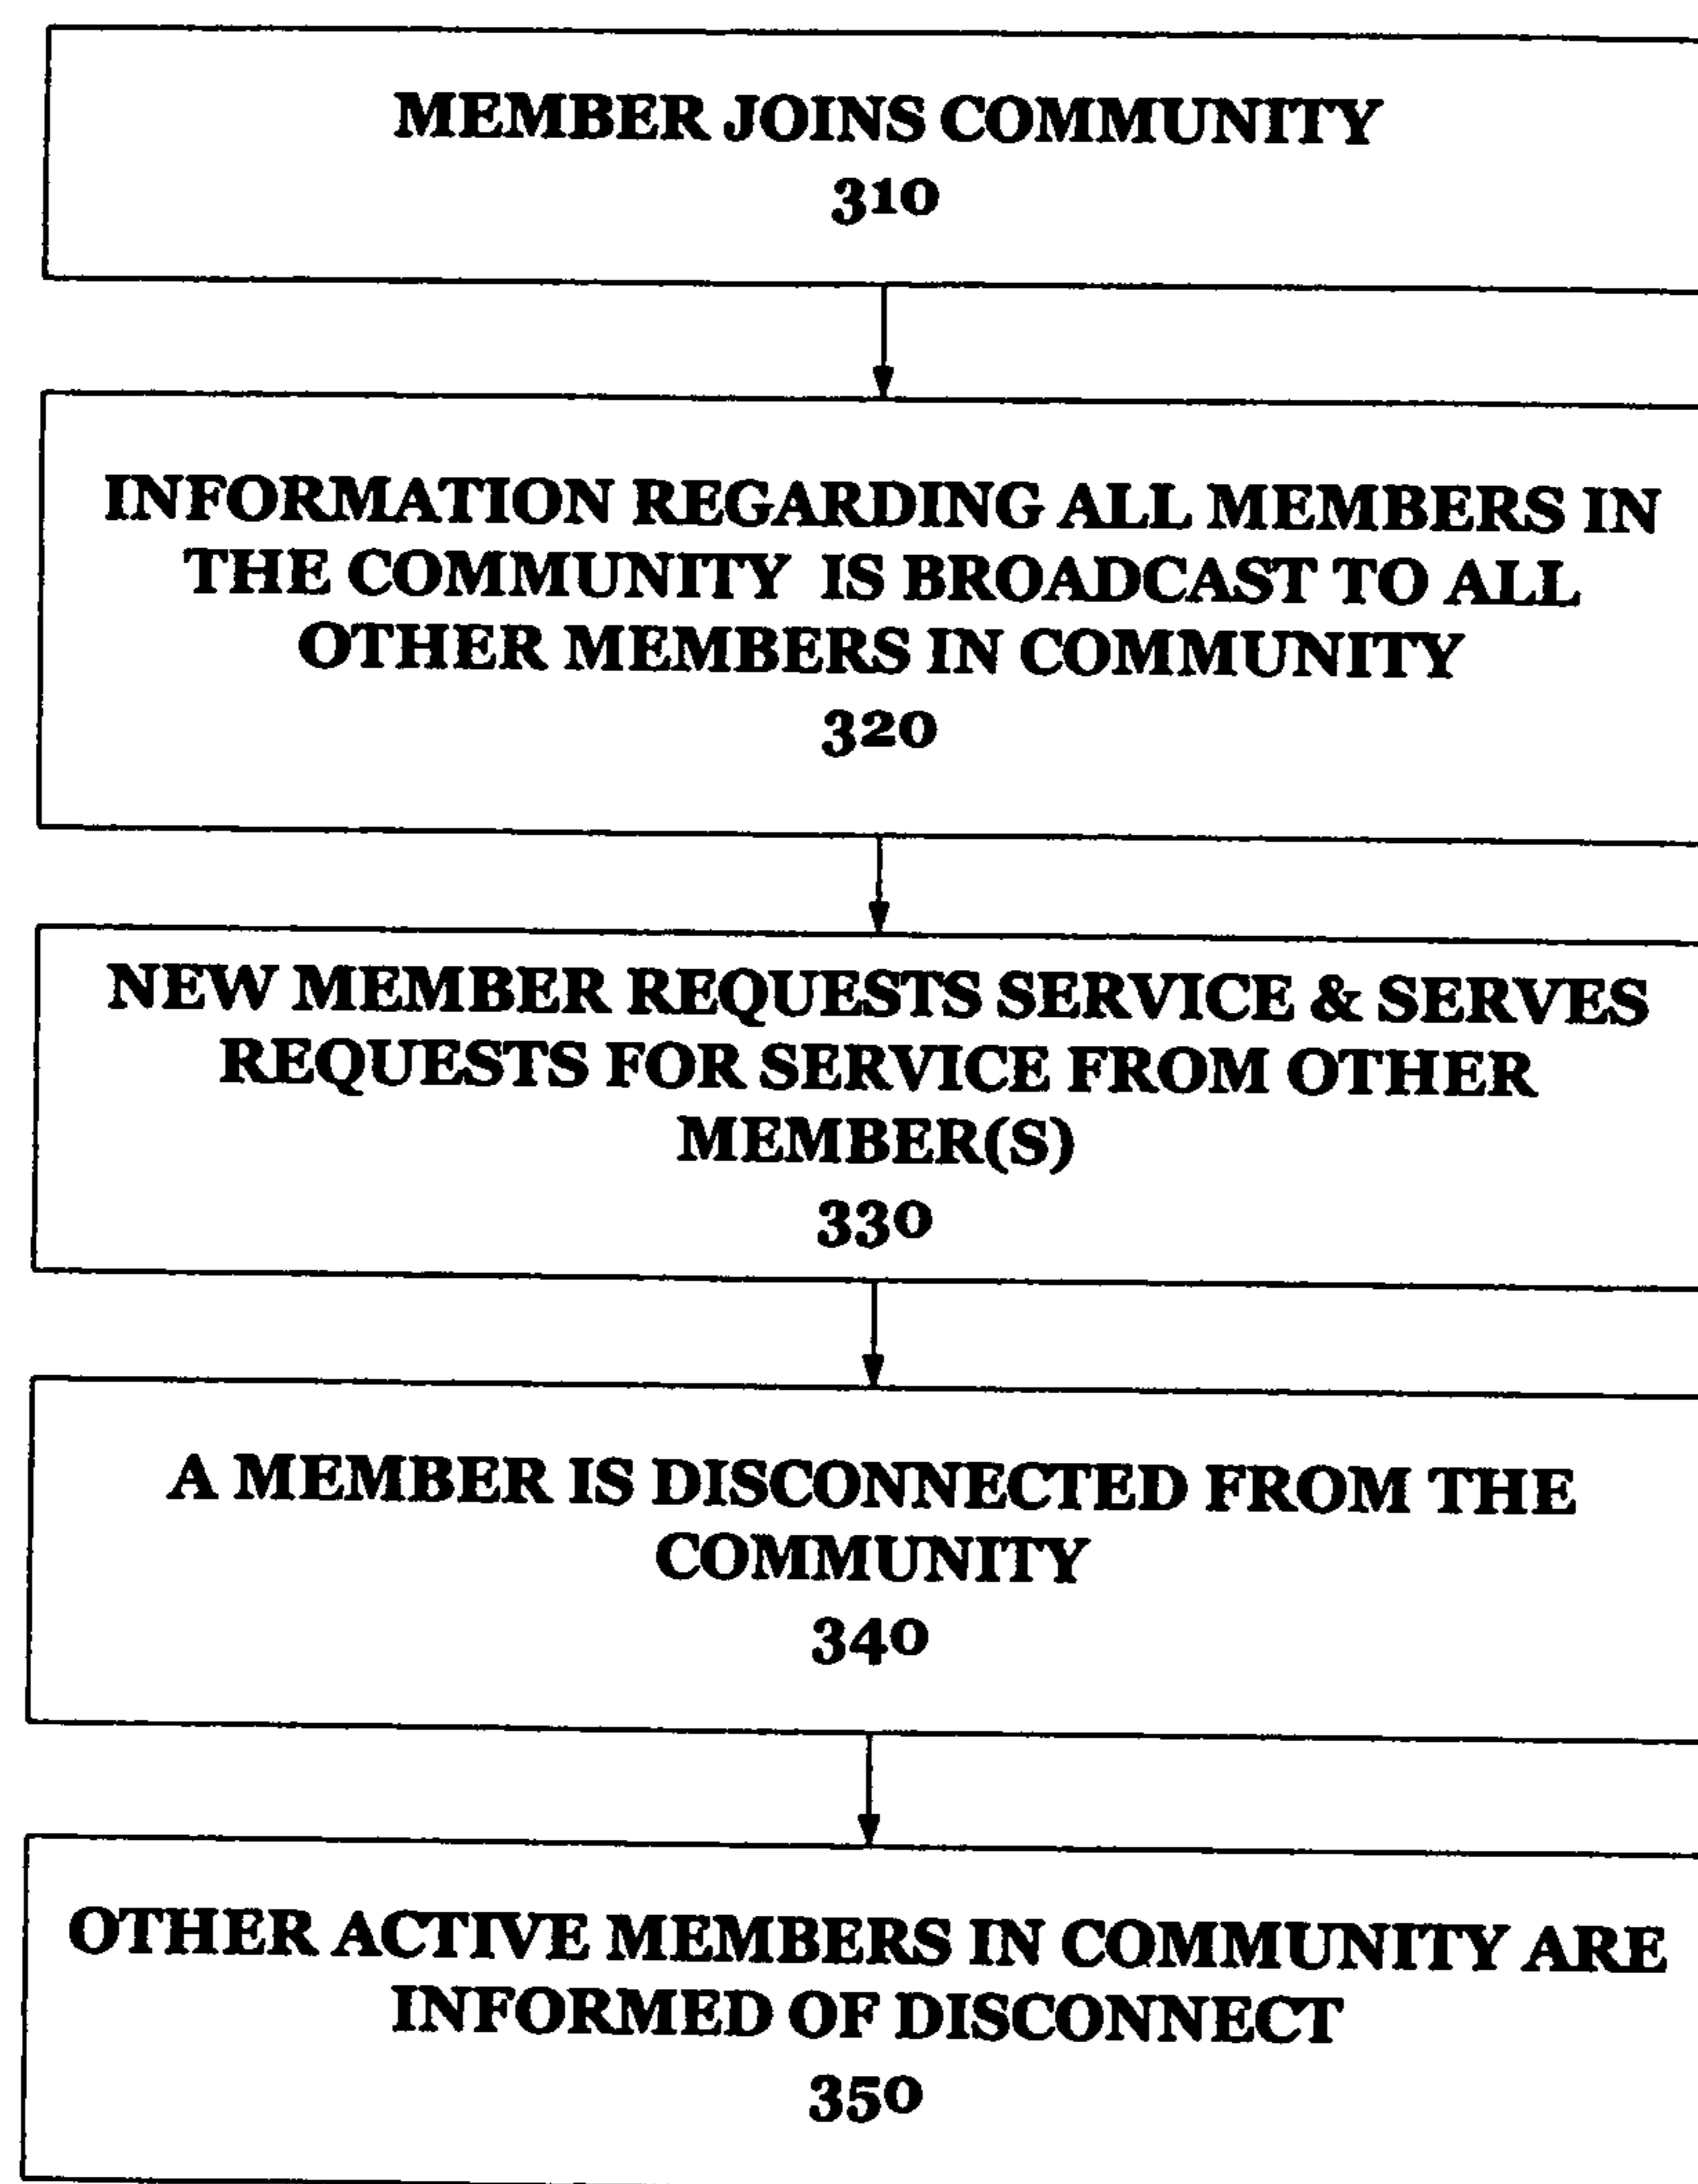 MEMBER JOINS COMMUNITY
310
INFORMATION REGARDING ALL MEMBERS IN
THE COMMUNITY IS BROADCAST TO ALL
OTHER MEMBERS IN COMMUNITY
320
NEW MEMBER REQUESTS SERVICE & SERVES
REQUESTS FOR SERVICE FROM OTHER
MEMBER(S)
330
A MEMBER IS DISCONNECTED FROM THE
COMMUNITY
340
OTHER ACTIVE MEMBERS IN COMMUNITY ARE
INFORMED OF DISCONNECT
350